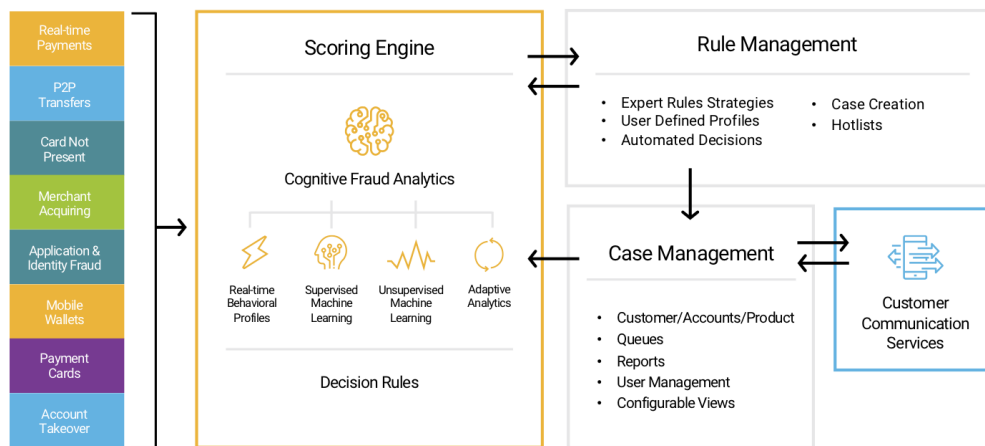 Real-time
Payments
P2P
Transfers
Card Not
Present
Merchant
Acquiring
Application &
Identity Fraud
Mobile
Wallets
Payment
Cards
Account
Takeover
Scoring Engine
Cognitive Fraud Analytics
Real-time
Behavioral
Profiles
Supervised
Machine
Learning
Unsupervised
Machine
Learning
Adaptive
Analytics
Decision Rules
Rule Management
• Expert Rules Strategies
• User Defined Profiles
• Automated Decisions
• Case Creation
• Hotlists
Case Management
• Customer/Accounts/Product
• Queues
• Reports
• User Management
• Configurable Views
Customer
Communication
Services